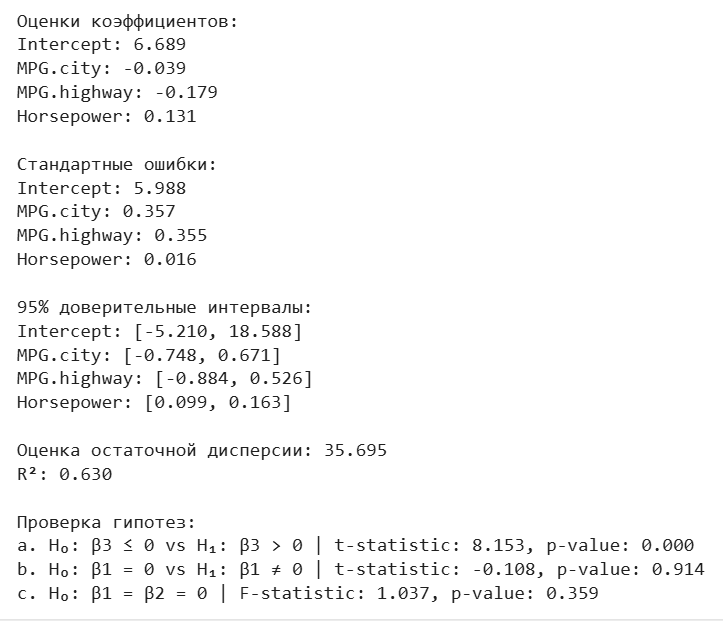 Оценки коэффициентов:
Intercept: 6.689
MPG.city: -0.039
MPG.highway: -0.179
Horsepower: 0.131
Стандартные ошибки:
Intercept: 5.988
MPG.city: 0.357
MPG.highway: 0.355
Horsepower: 0.016
95% доверительные интервалы:
Intercept: [-5.210, 18.588]
MPG.city: [-0.748, 0.671]
MPG.highway: [-0.884, 0.526]
Horsepower: [0.099, 0.163]
Оценка остаточной дисперсии: 35.695
R²: 0.630
Проверка гипотез:
a. H₀: β3 ≤ 0 vs H₁: β3 > 0 | t-statistic: 8.153, p-value: 0.000
b. H₀: β1 = 0 vs H₁: β1 ≠ 0 | t-statistic: -0.108, p-value: 0.914
c. H₀: β1 = β2 = 0 | F-statistic: 1.037, p-value: 0.359